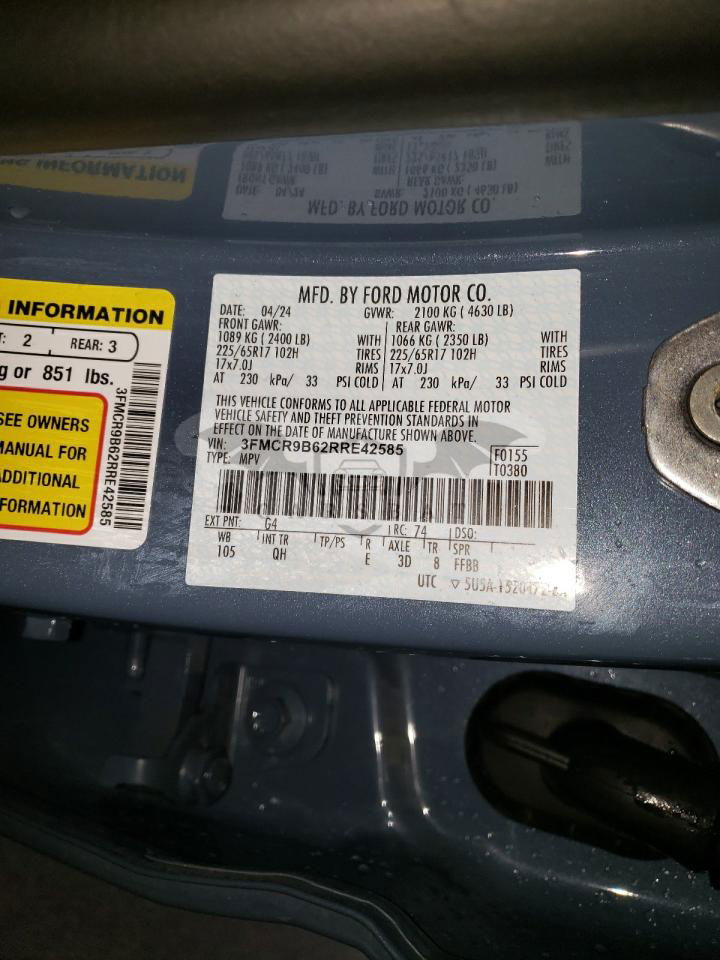 MFD. BY FORD MOTOR CO.
DATE: 04/24 GVWR: 2100 KG ( 4630 LB)
FRONT GAWR: REAR GAWR:
1089 KG ( 2400 LB) WITH 1066 KG ( 2350 LB) WITH
225/65R17 102H TIRES 225/65R17 102H TIRES
17x7.0J RIMS 17x7.0J RIMS
AT 230 kPa/ 33 PSI COLD AT 230 kPa/ 33 PSI COLD
THIS VEHICLE CONFORMS TO ALL APPLICABLE FEDERAL MOTOR
VEHICLE SAFETY AND THEFT PREVENTION STANDARDS IN
EFFECT ON THE DATE OF MANUFACTURE SHOWN ABOVE.
VIN: 3FMCR9B62RRE42585
TYPE: MPV
F0155
T0380
EXT PNT: G4 RC: 74 DSO:
WB INT TR TP/PS R AXLE TR SPR
105 QH E 3D 8 FFBB
UTC
INFORMATION
: 2 REAR: 3
or 851 lbs.
SEE OWNERS
MANUAL FOR
ADDITIONAL
FORMATION
3FMCR9B62RRE42585